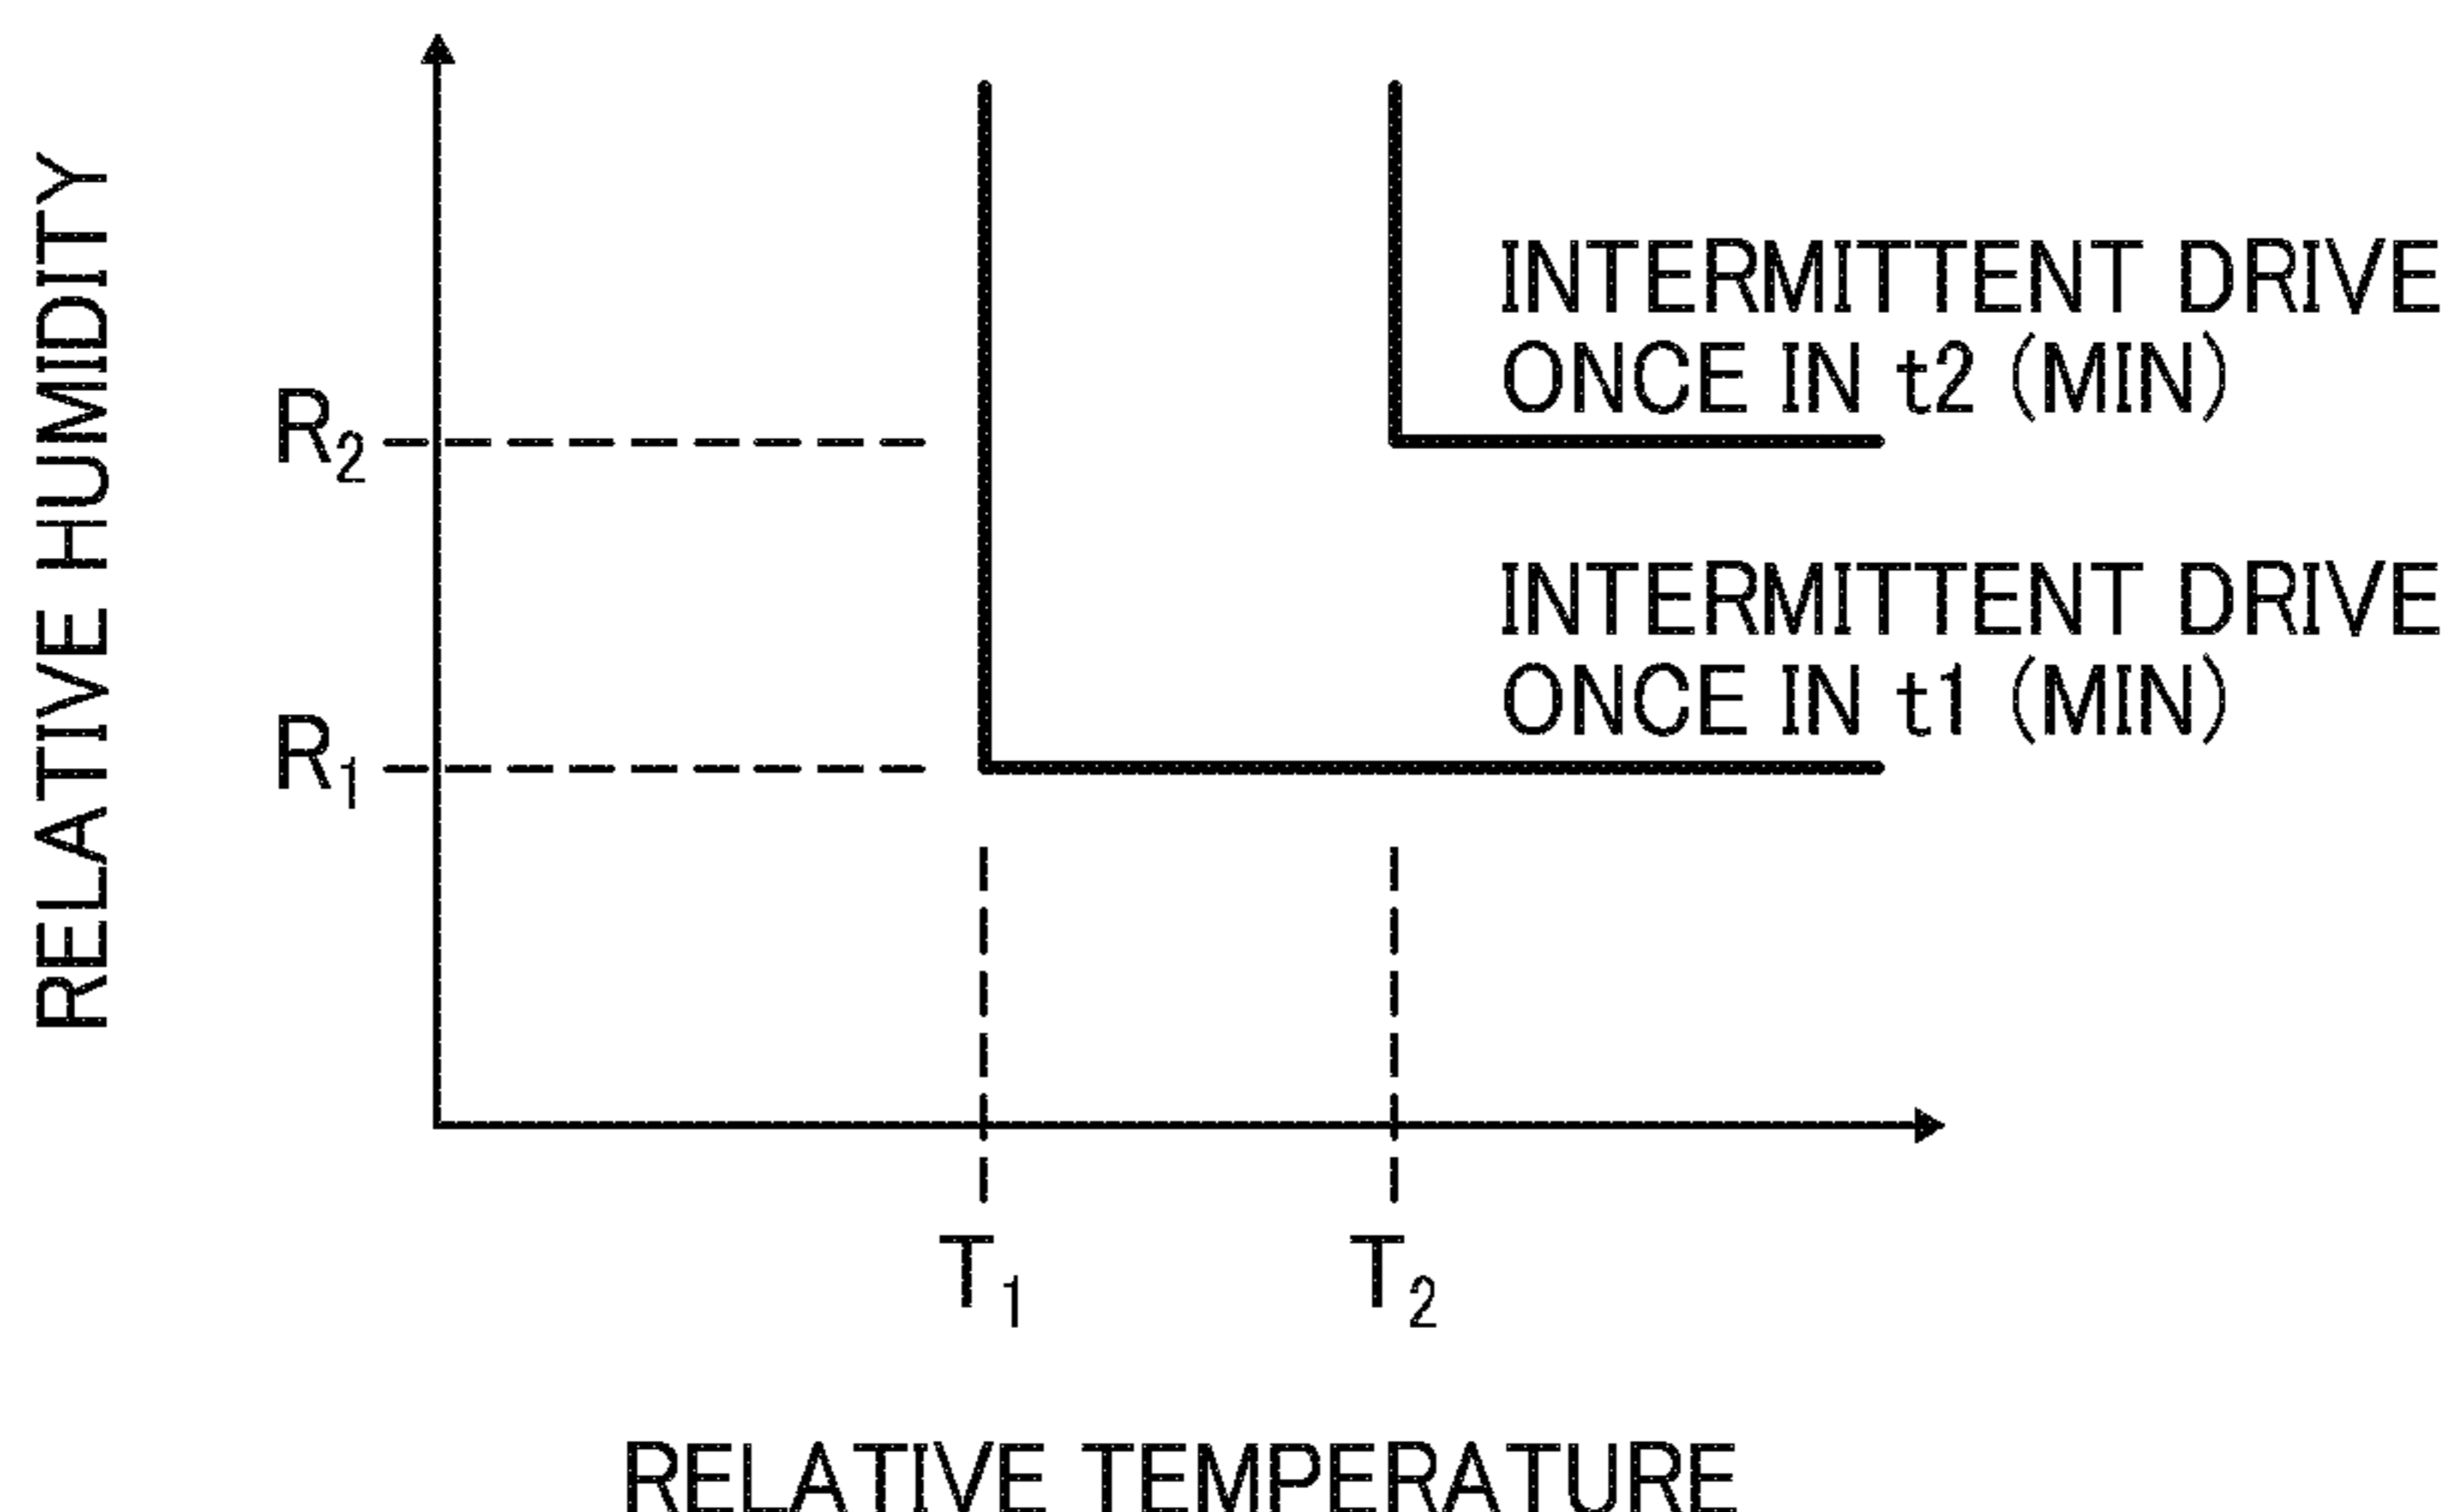 RELATIVE HUMIDITY
R2
R1
INTERMITTENT DRIVE
ONCE IN t2 (MIN)
INTERMITTENT DRIVE
ONCE IN t1 (MIN)
T1
T2
RELATIVE TEMPERATURE